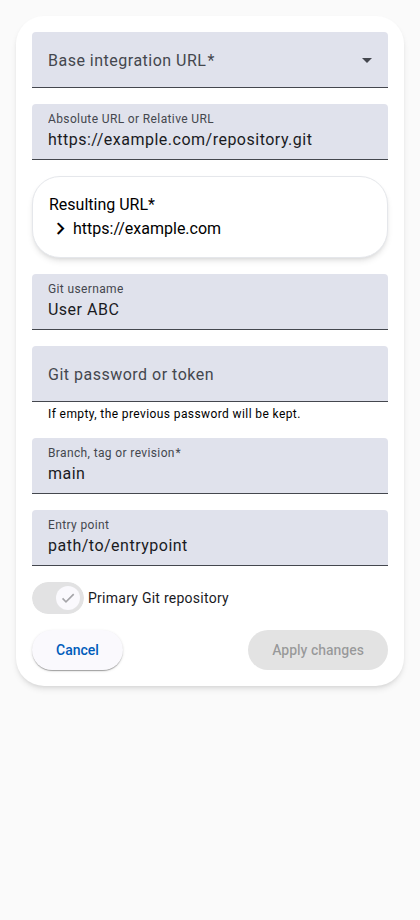 Base integration URL*
Absolute URL or Relative URL
https://example.com/repository.git
Resulting URL*
https://example.com
Git username
User ABC
Git password or token
If empty, the previous password will be kept.
Branch, tag or revision*
main
Entry point
path/to/entrypoint
Primary Git repository
Cancel
Apply changes